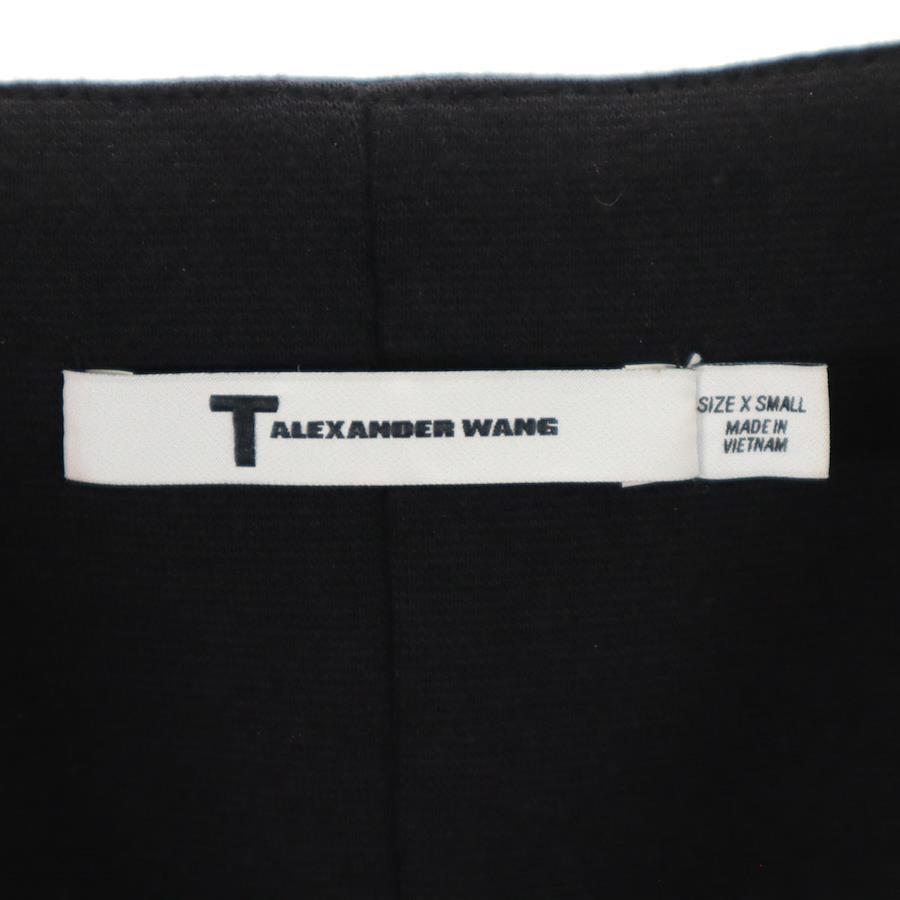 T ALEXANDER WANG
SIZE X SMALL
MADE IN
VIETNAM